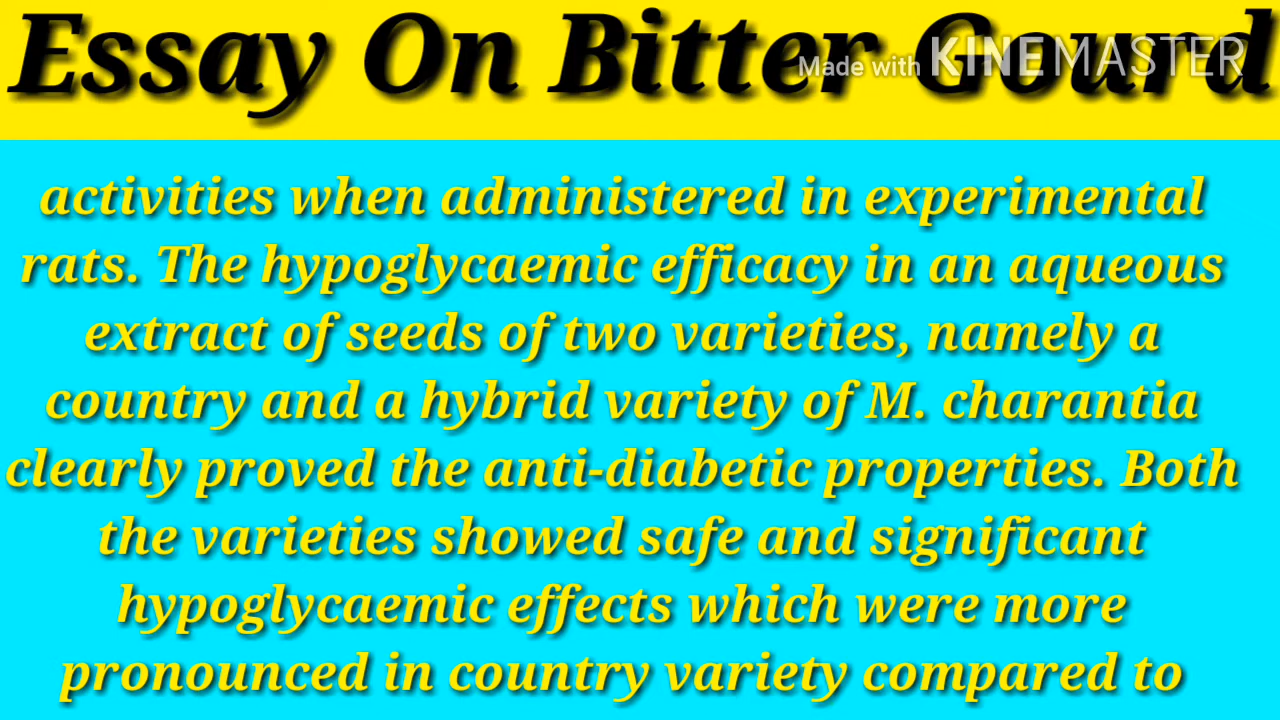 Essay On Bitter Gourd
Made with KINEMASTER
activities when administered in experimental
rats. The hypoglycaemic efficacy in an aqueous
extract of seeds of two varieties, namely a
country and a hybrid variety of M. charantia
clearly proved the anti-diabetic properties. Both
the varieties showed safe and significant
hypoglycaemic effects which were more
pronounced in country variety compared to